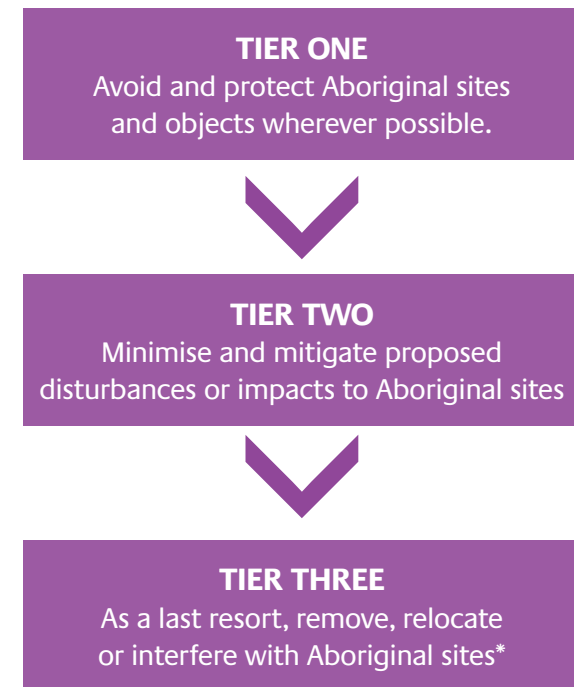 TIER ONE
Avoid and protect Aboriginal sites
and objects wherever possible.
TIER TWO
Minimise and mitigate proposed
disturbances or impacts to Aboriginal sites
TIER THREE
As a last resort, remove, relocate
or interfere with Aboriginal sites*